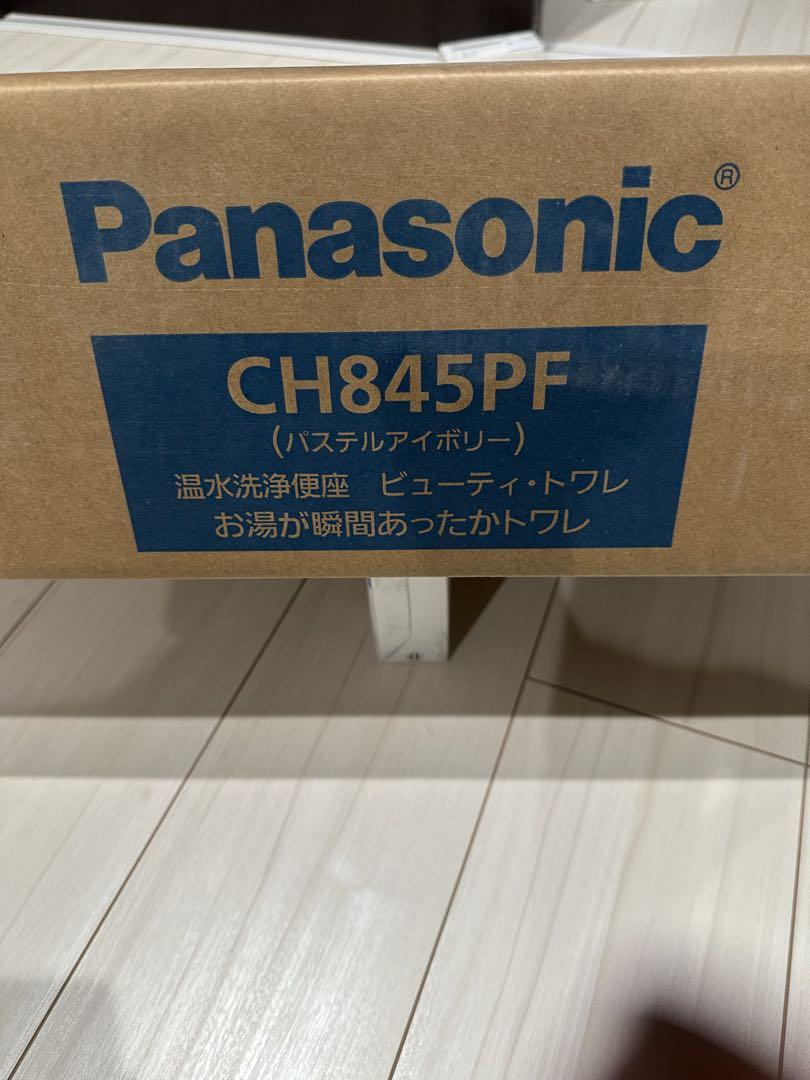 Panasonic®
CH845PF
(パステルアイボリー)
温水洗浄便座 ビューティ・トワレ
お湯が瞬間あったかトワレ